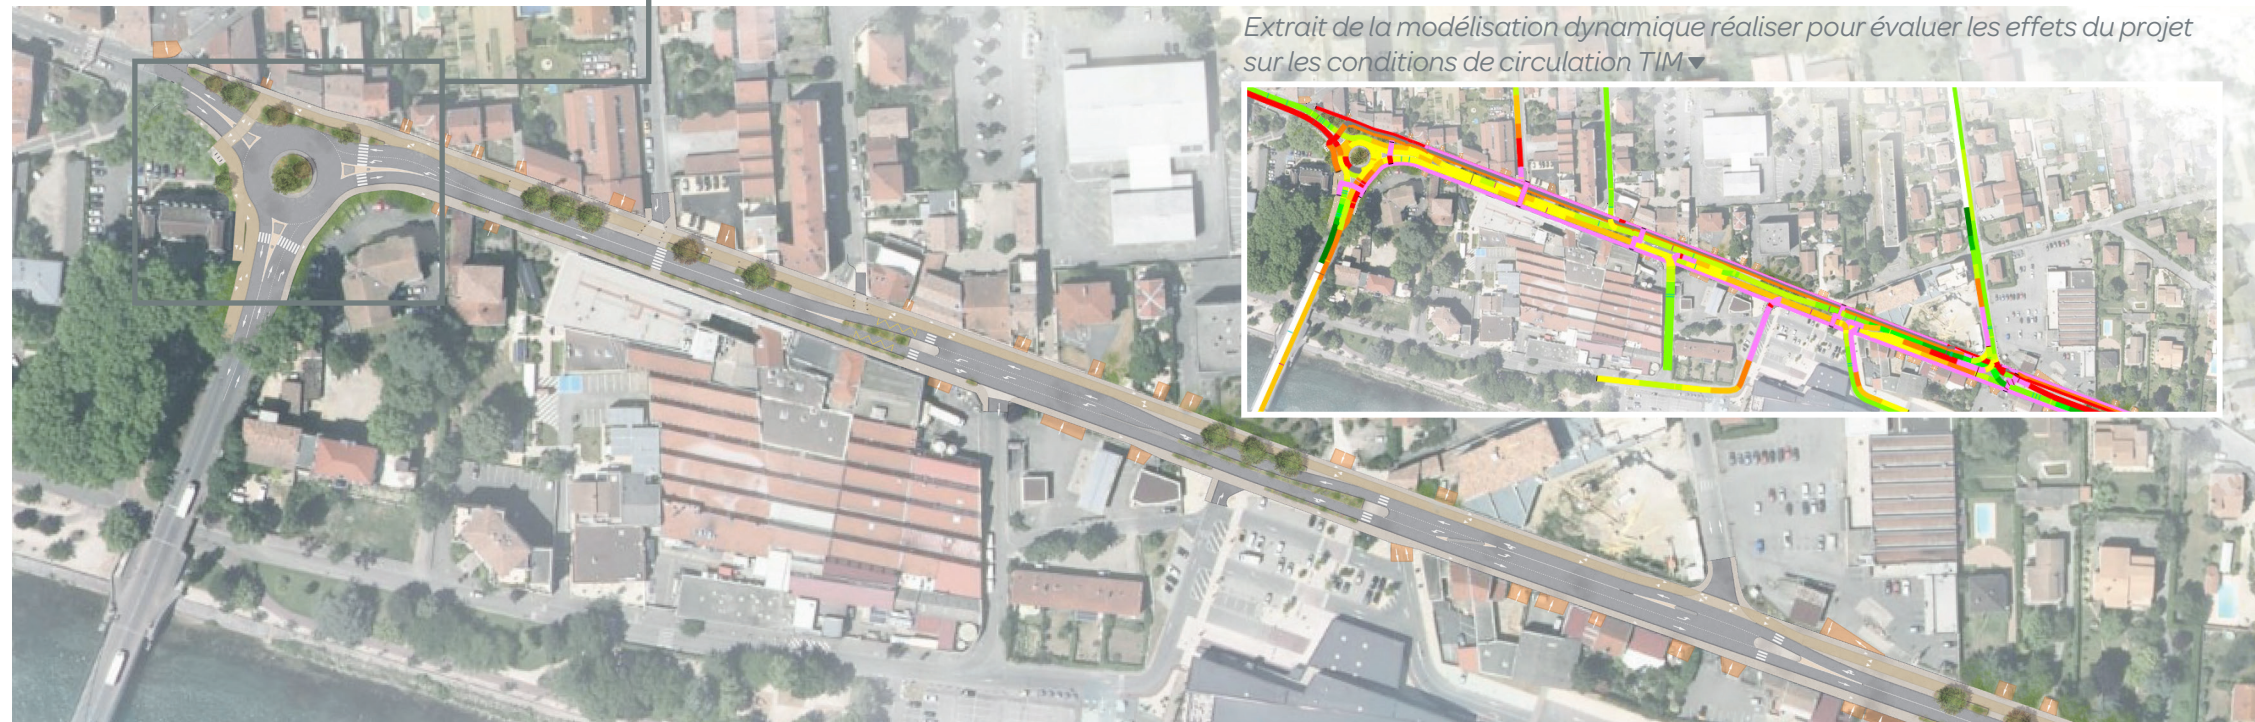 Extrait de la modélisation dynamique réaliser pour évaluer les effets du projet
sur les conditions de circulation TIM